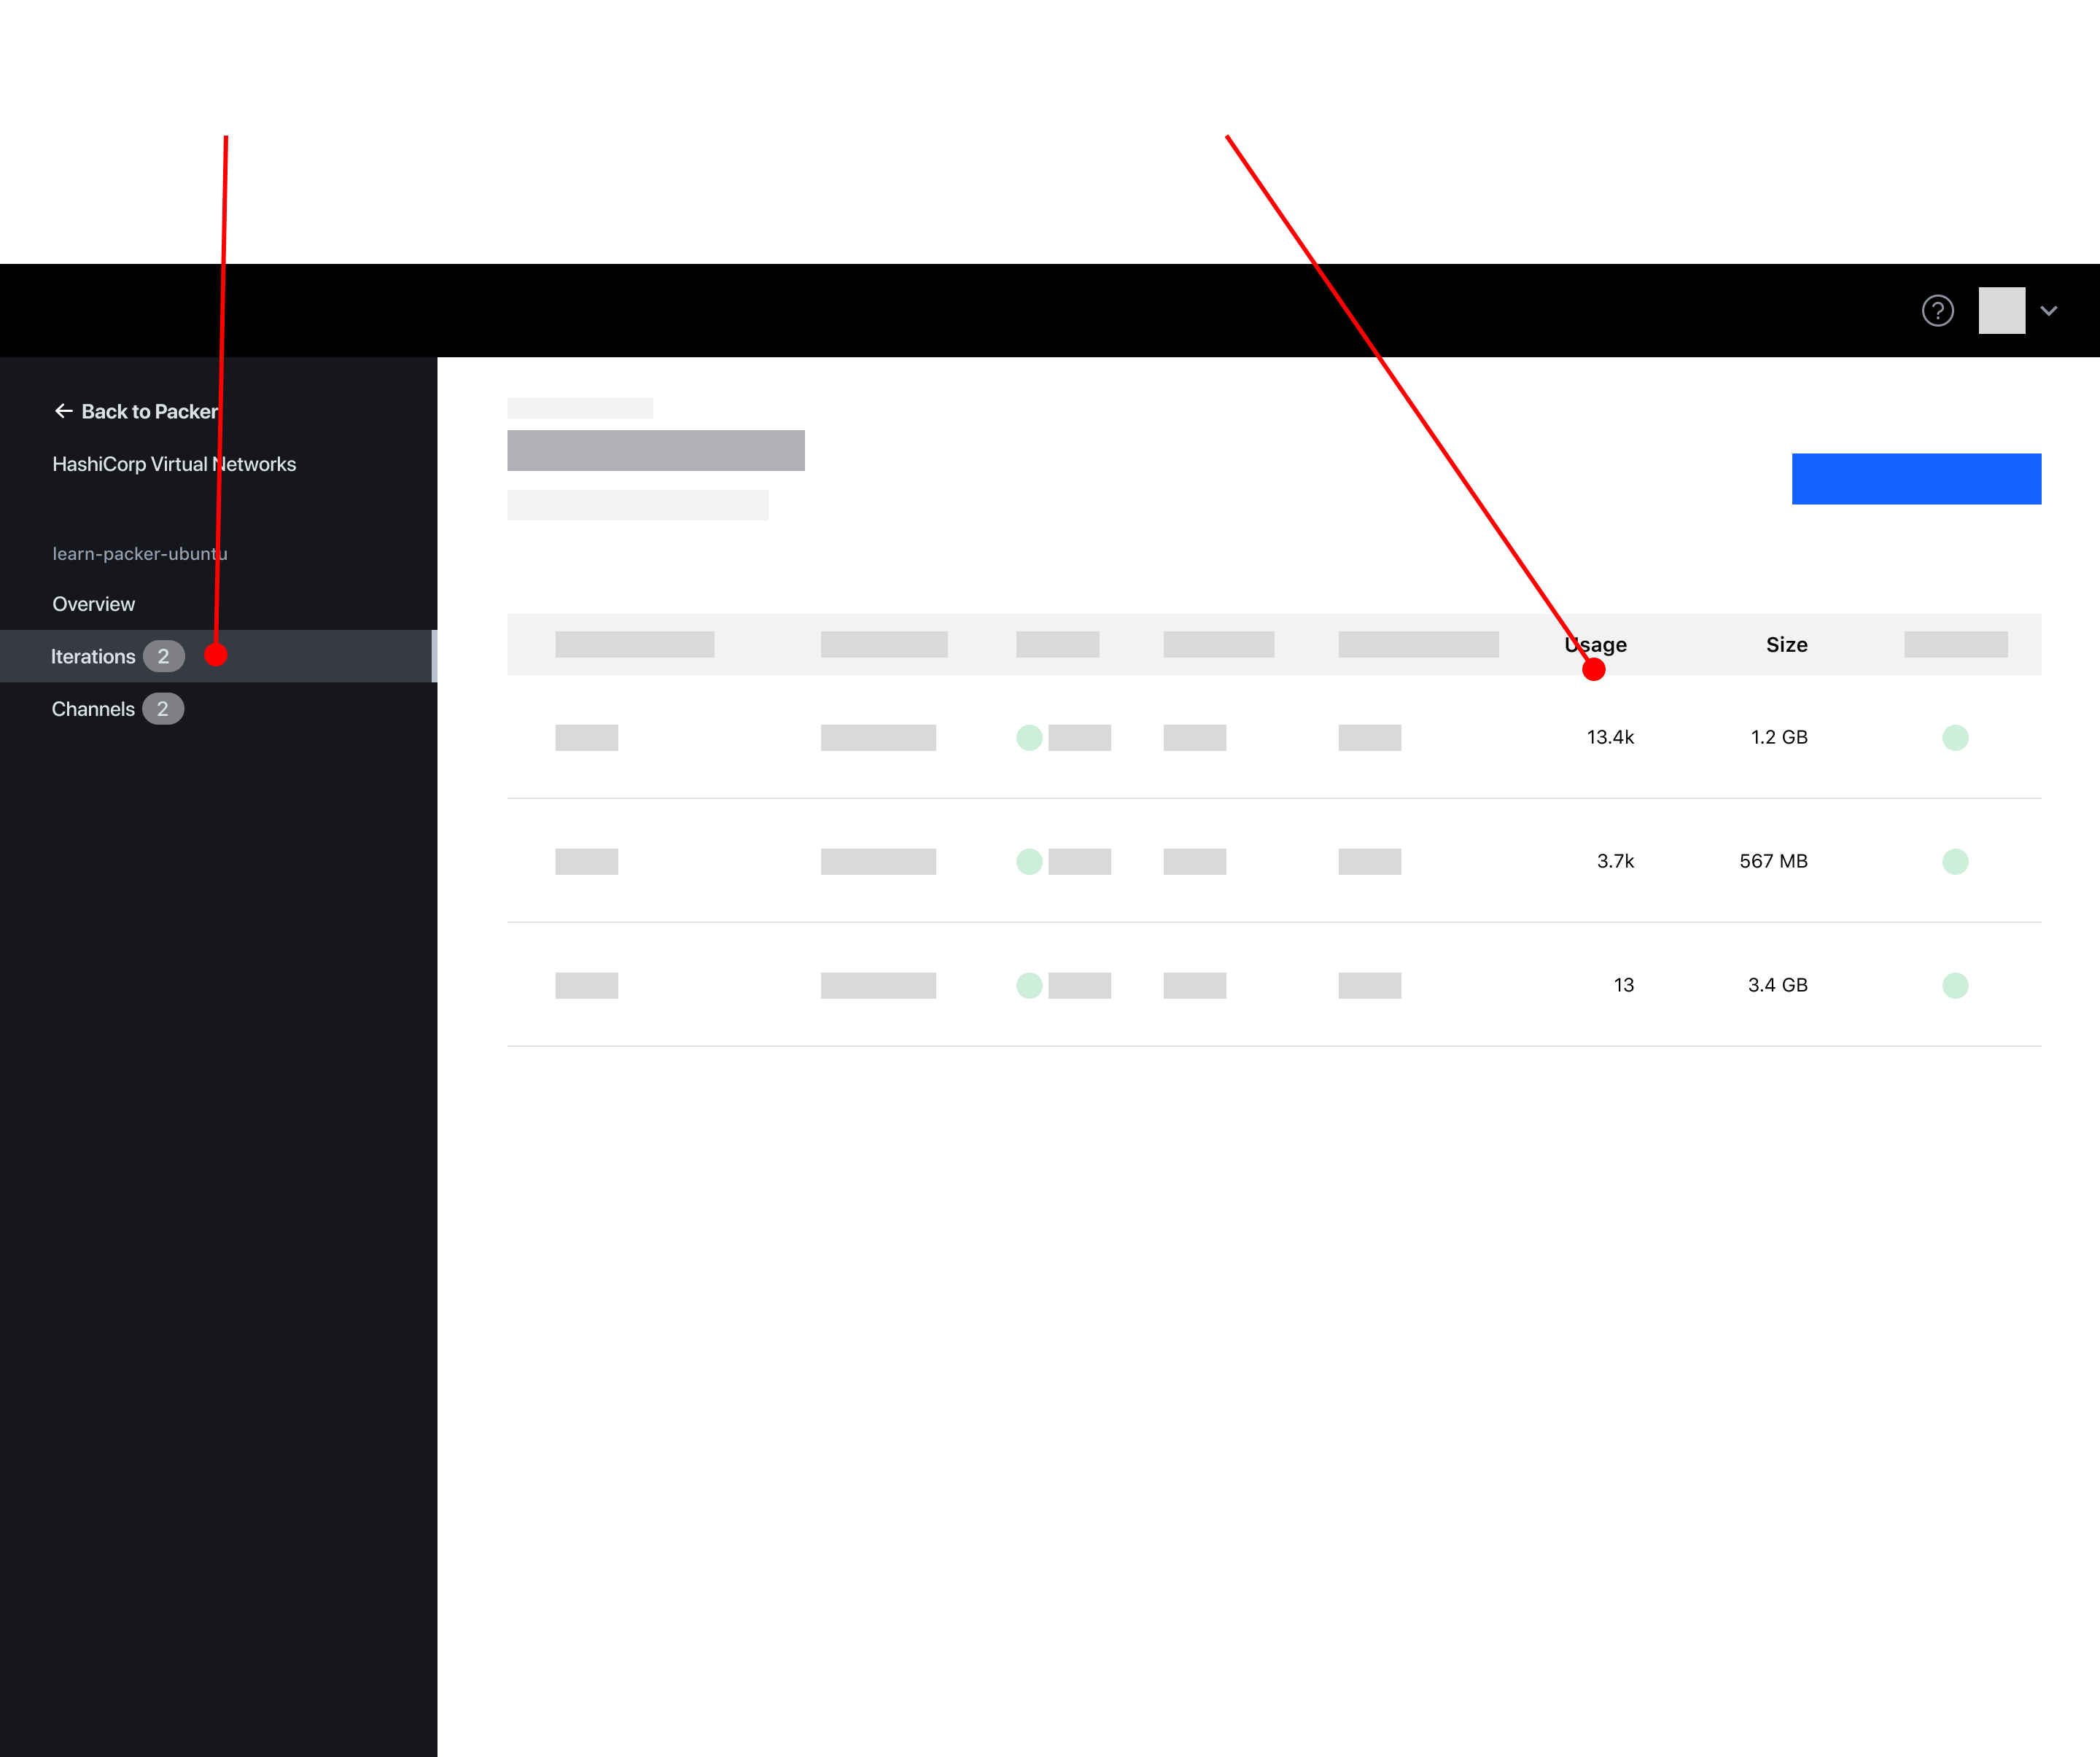 ?
← Back to Packer
HashiCorp Virtual Networks
learn-packer-ubuntu
Overview
Iterations 2
Channels 2
Usage Size
13.4k 1.2 GB
3.7k 567 MB
13 3.4 GB